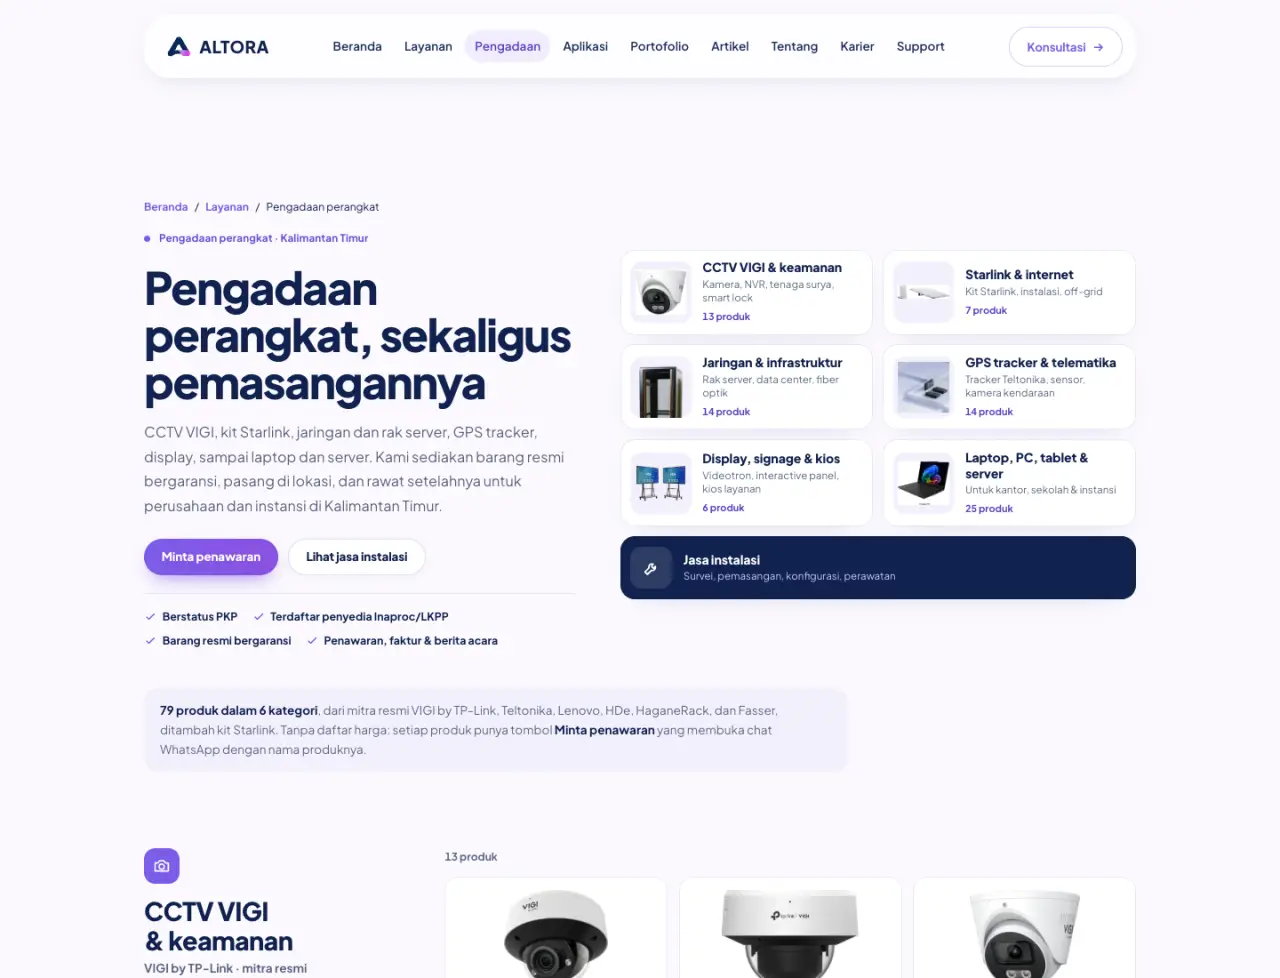 ALTORA
Beranda
Layanan
Pengadaan
Aplikasi
Portofolio
Artikel
Tentang
Karier
Support
Konsultasi →
Beranda / Layanan / Pengadaan perangkat
Pengadaan perangkat · Kalimantan Timur
Pengadaan
perangkat, sekaligus
pemasangannya
CCTV VIGI, kit Starlink, jaringan dan rak server, GPS tracker,
display, sampai laptop dan server. Kami sediakan barang resmi
bergaransi, pasang di lokasi, dan rawat setelahnya untuk
perusahaan dan instansi di Kalimantan Timur.
Minta penawaran
Lihat jasa instalasi
Berstatus PKP
Terdaftar penyedia Inaproc/LKPP
Barang resmi bergaransi
Penawaran, faktur & berita acara
CCTV VIGI & keamanan
Kamera, NVR, tenaga surya,
smart lock
13 produk
Starlink & internet
Kit Starlink, instalasi, off-grid
7 produk
Jaringan & infrastruktur
Rak server, data center, fiber
optik
14 produk
GPS tracker & telematika
Tracker Teltonika, sensor,
kamera kendaraan
14 produk
Display, signage & kios
Videotron, interactive panel,
kios layanan
6 produk
Laptop, PC, tablet &
server
Untuk kantor, sekolah & instansi
25 produk
Jasa instalasi
Survei, pemasangan, konfigurasi, perawatan
79 produk dalam 6 kategori, dari mitra resmi VIGI by TP-Link, Teltonika, Lenovo, HDe, HaganeRack, dan Fasser,
ditambah kit Starlink. Tanpa daftar harga: setiap produk punya tombol Minta penawaran yang membuka chat
WhatsApp dengan nama produknya.
CCTV VIGI
& keamanan
VIGI by TP-Link · mitra resmi
13 produk
VIGI
tp-link | VIGI
VIGI